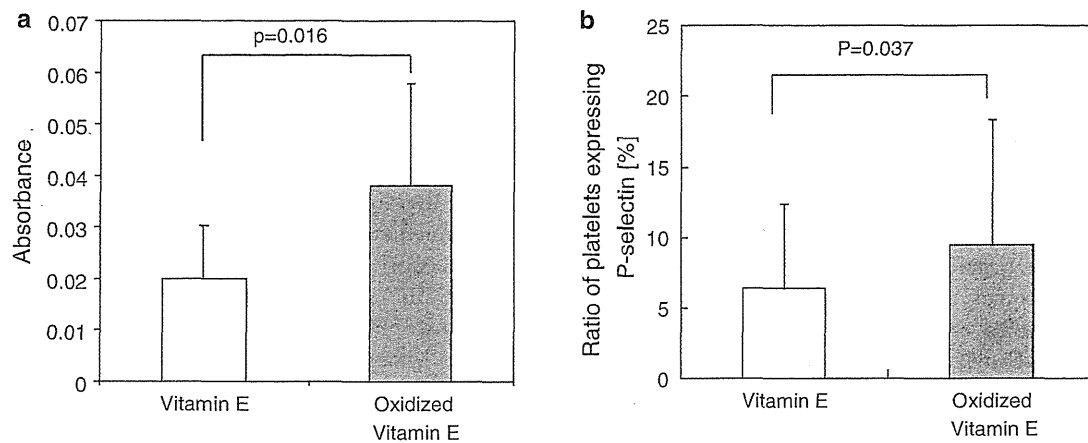 a
0.07
0.06
0.05
0.04
0.03
0.02
0.01
0
Absorbance
p=0.016
Vitamin E
Oxidized
Vitamin E
b
25
20
15
10
5
0
Ratio of platelets expressing
P-selectin [%]
P=0.037
Vitamin E
Oxidized
Vitamin E